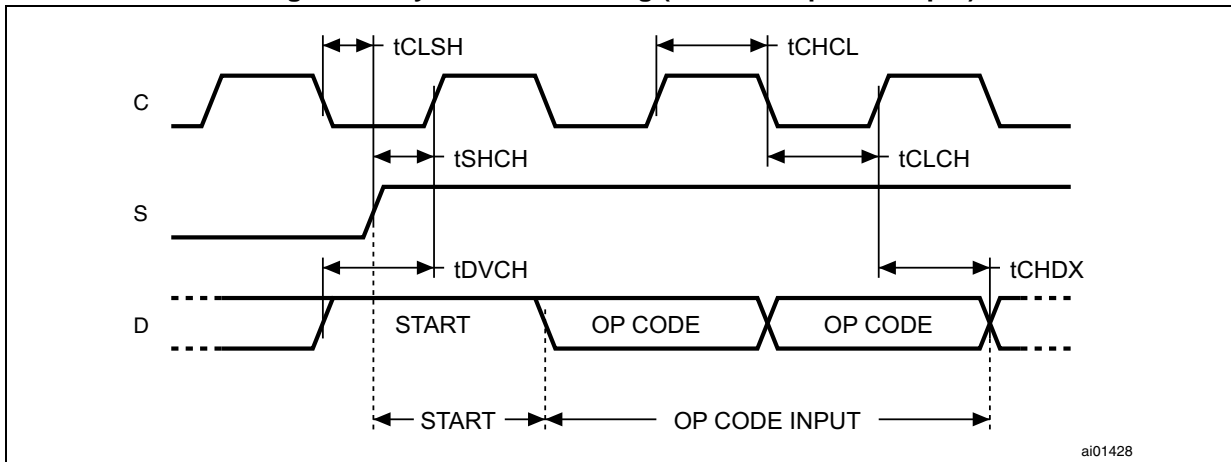 tCLSH
tCHCL
C
tSHCH
tCLCH
S
tDVCH
tCHDX
D
START
OP CODE
OP CODE
START
OP CODE INPUT
ai01428